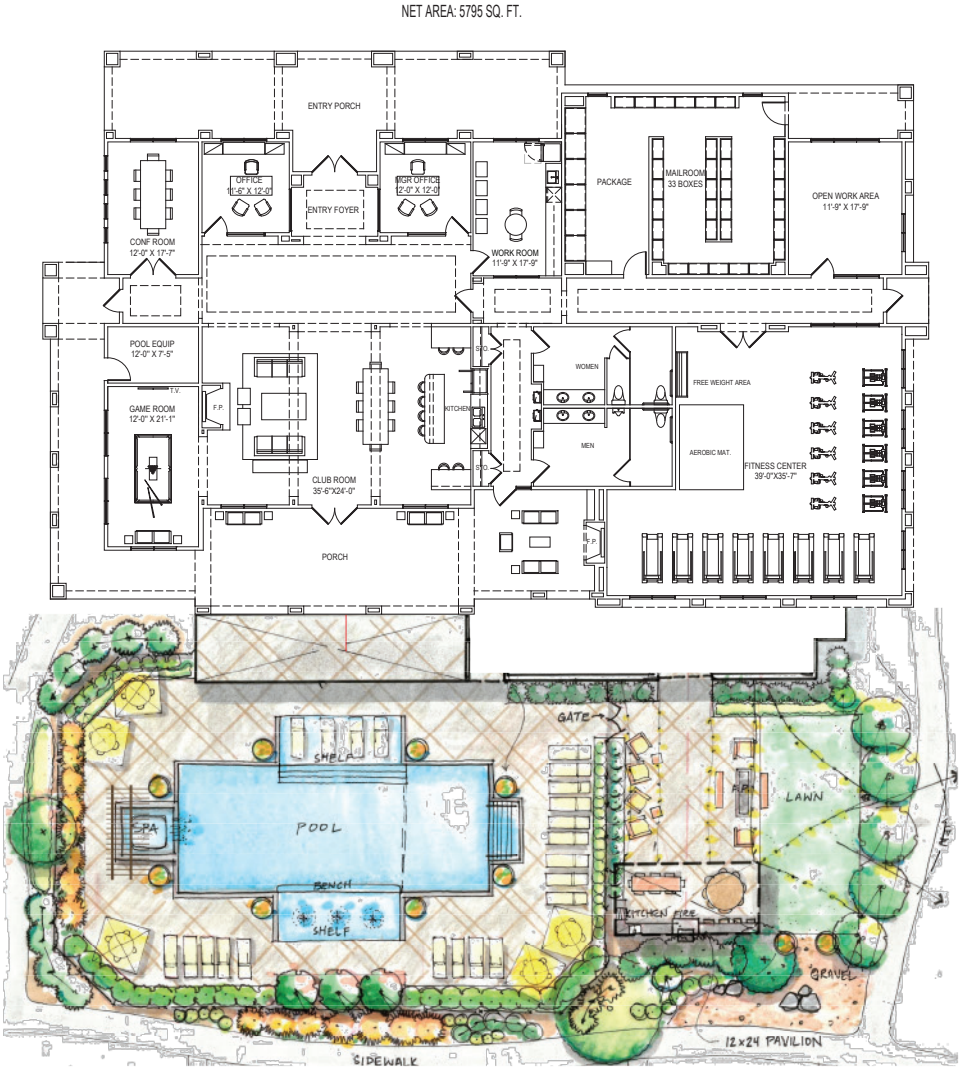 NET AREA: 5795 SQ. FT.
ENTRY PORCH
OFFICE
11'-6" X 12'-0"
MGR OFFICE
12'-0" X 12'-0"
PACKAGE
MAILROOM
33 BOXES
OPEN WORK AREA
11'-9" X 17'-9"
ENTRY FOYER
CONF ROOM
12'-0" X 17'-7"
WORK ROOM
11'-9" X 17'-9"
POOL EQUIP
12'-0" X 7'-5"
STO.
WOMEN
FREE WEIGHT AREA
T.V.
GAME ROOM
12'-0" X 21'-1"
F.P.
KITCHEN
MEN
AEROBIC MAT.
FITNESS CENTER
39'-0"X35'-7"
STO.
CLUB ROOM
35'-6"X24'-0"
PORCH
F.P.
GATE
SHELF
F.P.
LAWN
SPA
POOL
BENCH
SHELF
KITCHEN FIRE
GRAVEL
12x24 PAVILION
SIDEWALK